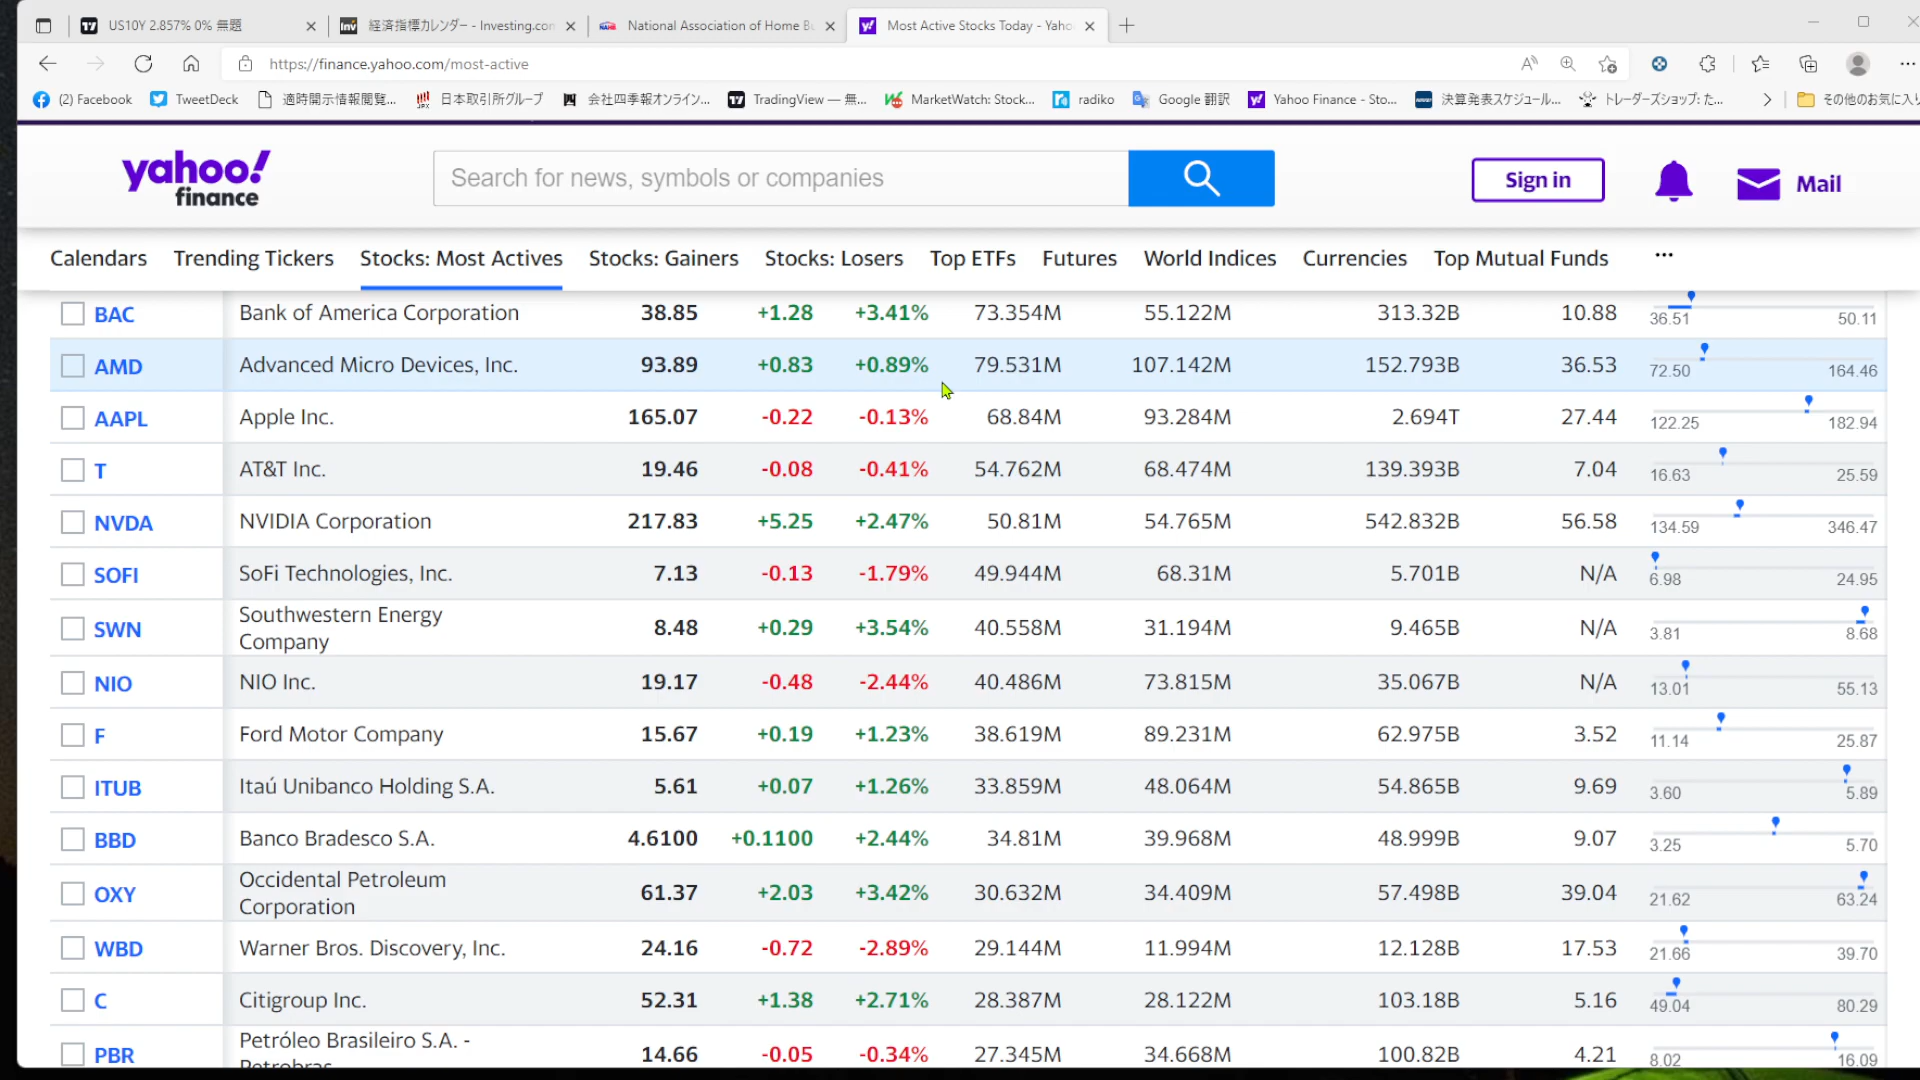 US10Y 2.857% 0% 無題
経済指標カレンダー - Investing.con
National Association of Home Bu
Most Active Stocks Today - Yaho
https://finance.yahoo.com/most-active
(2) Facebook
TweetDeck
適時開示情報閲覧...
日本取引所グループ
会社四季報オンライン...
TradingView — 無...
MarketWatch: Stock...
radiko
Google 翻訳
Yahoo Finance - Sto...
決算発表スケジュール...
トレーダーズショップ: た...
その他のお気に入り
yahoo!
finance
Search for news, symbols or companies
Sign in
Mail
Calendars Trending Tickers Stocks: Most Actives Stocks: Gainers Stocks: Losers Top ETFs Futures World Indices Currencies Top Mutual Funds ...
BAC Bank of America Corporation 38.85 +1.28 +3.41% 73.354M 55.122M 313.32B 10.88 36.51 50.11
AMD Advanced Micro Devices, Inc. 93.89 +0.83 +0.89% 79.531M 107.142M 152.793B 36.53 72.50 164.46
AAPL Apple Inc. 165.07 -0.22 -0.13% 68.84M 93.284M 2.694T 27.44 122.25 182.94
T AT&T Inc. 19.46 -0.08 -0.41% 54.762M 68.474M 139.393B 7.04 16.63 25.59
NVDA NVIDIA Corporation 217.83 +5.25 +2.47% 50.81M 54.765M 542.832B 56.58 134.59 346.47
SOFI SoFi Technologies, Inc. 7.13 -0.13 -1.79% 49.944M 68.31M 5.701B N/A 6.98 24.95
Southwestern Energy
SWN Company 8.48 +0.29 +3.54% 40.558M 31.194M 9.465B N/A 3.81 8.68
NIO NIO Inc. 19.17 -0.48 -2.44% 40.486M 73.815M 35.067B N/A 13.01 55.13
F Ford Motor Company 15.67 +0.19 +1.23% 38.619M 89.231M 62.975B 3.52 11.14 25.87
ITUB Itaú Unibanco Holding S.A. 5.61 +0.07 +1.26% 33.859M 48.064M 54.865B 9.69 3.60 5.89
BBD Banco Bradesco S.A. 4.6100 +0.1100 +2.44% 34.81M 39.968M 48.999B 9.07 3.25 5.70
Occidental Petroleum
OXY Corporation 61.37 +2.03 +3.42% 30.632M 34.409M 57.498B 39.04 21.62 63.24
WBD Warner Bros. Discovery, Inc. 24.16 -0.72 -2.89% 29.144M 11.994M 12.128B 17.53 21.66 39.70
C Citigroup Inc. 52.31 +1.38 +2.71% 28.387M 28.122M 103.18B 5.16 49.04 80.29
Petróleo Brasileiro S.A. -
PBR Petrobras 14.66 -0.05 -0.34% 27.345M 34.668M 100.82B 4.21 8.02 16.09